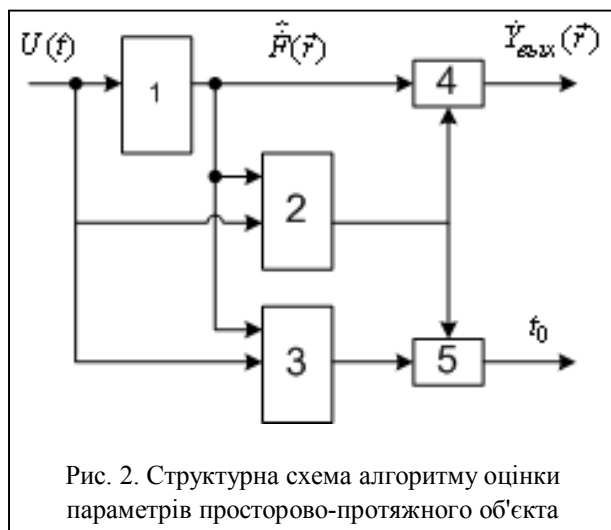 U(t)
F̂̇(r⃗)
Ẏвых(r⃗)
1
4
2
3
5
t₀
Рис. 2. Структурна схема алгоритму оцінки
параметрів просторово-протяжного об'єкта